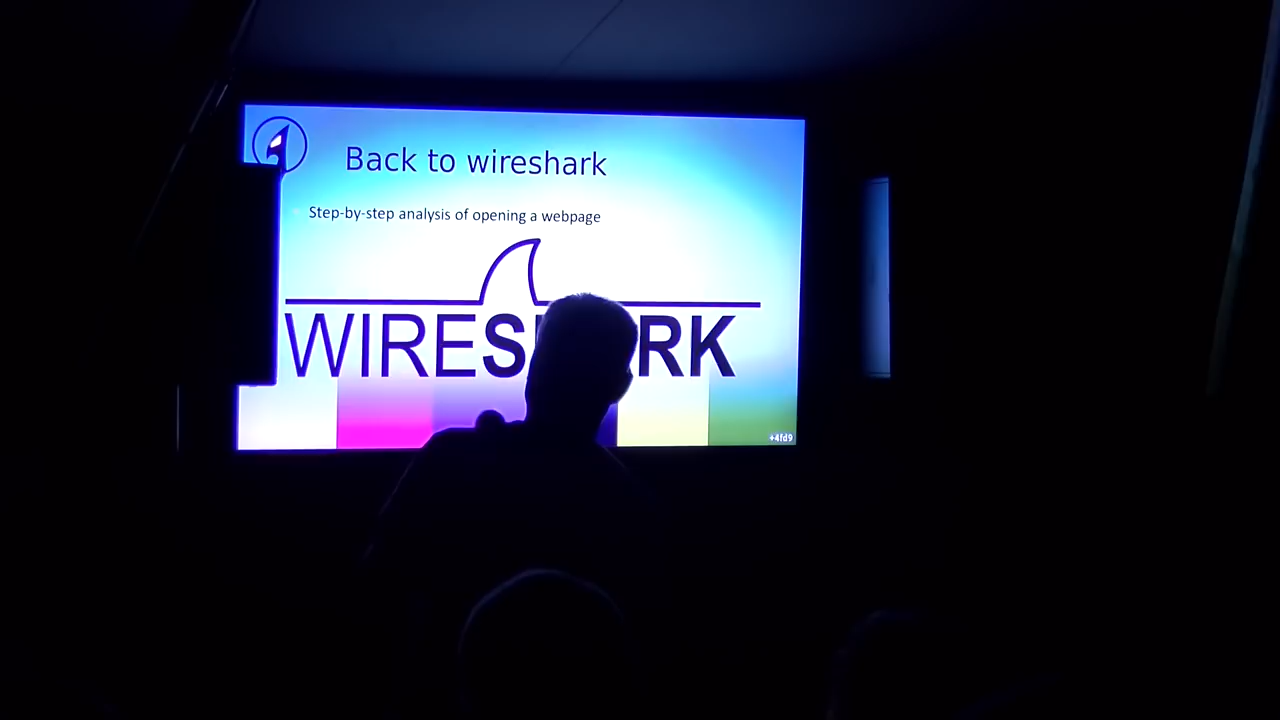 Back to wireshark
Step-by-step analysis of opening a webpage
WIRES RK
+4fd9